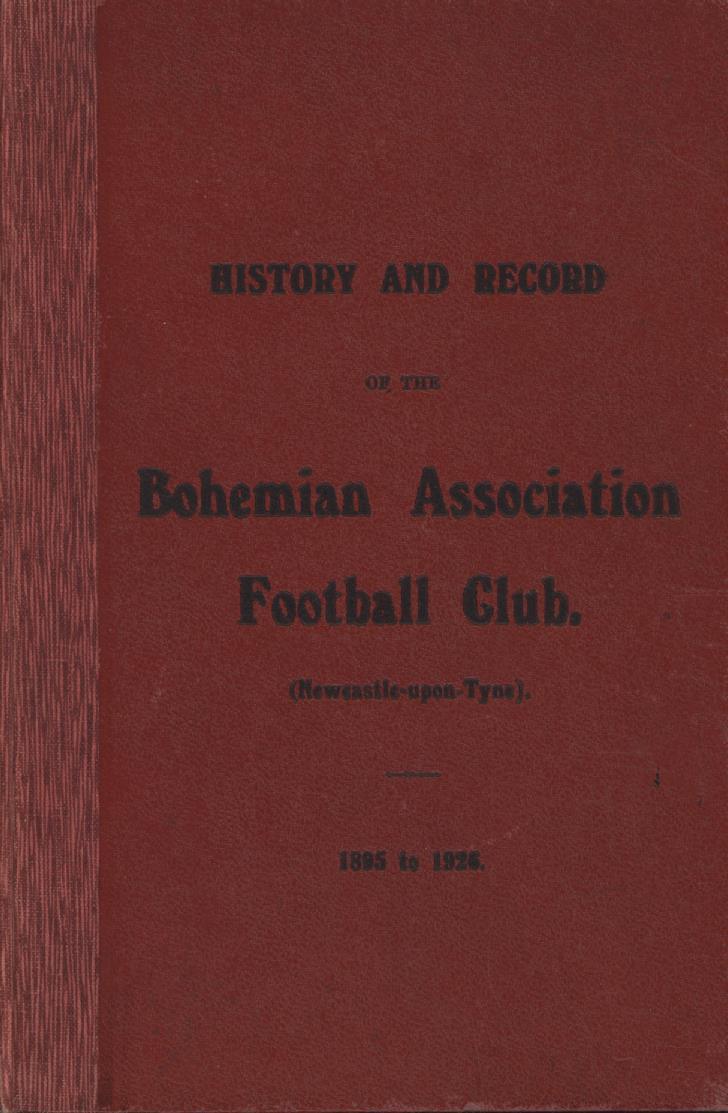 HISTORY AND RECORD
OF THE
Bohemian Association
Football Club.
(Newcastle-upon-Tyne).
1895 to 1926.